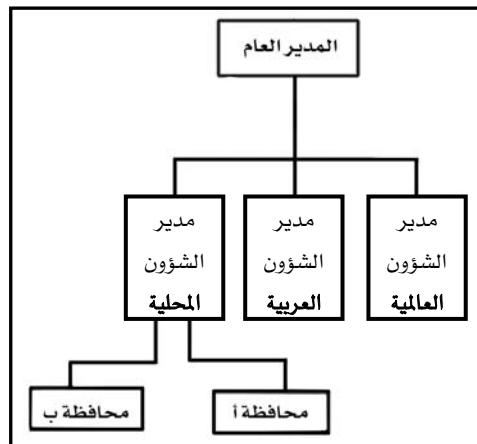 المدير العام
مدير
الشؤون
العالمية
مدير
الشؤون
العربية
مدير
الشؤون
المحلية
محافظة أ
محافظة ب